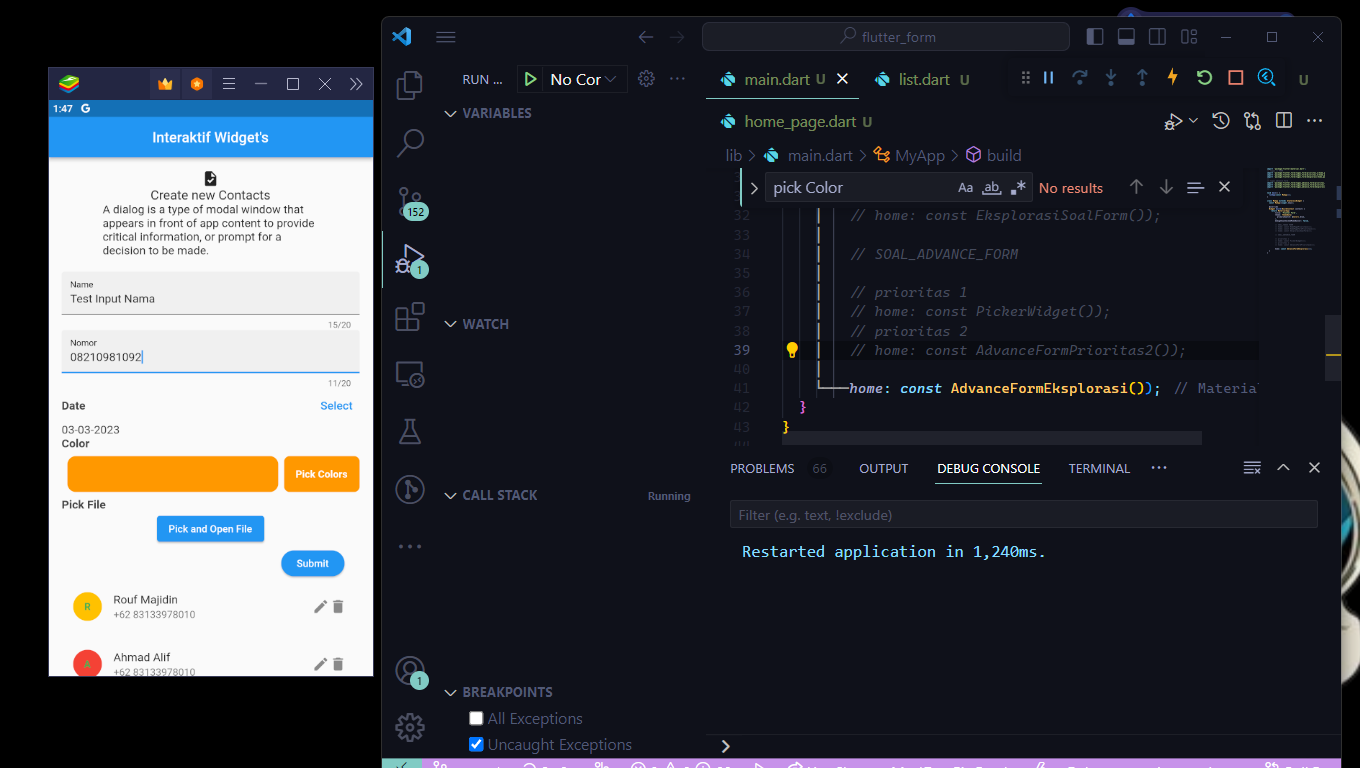 1:47 G
Interaktif Widget's
Create new Contacts
A dialog is a type of modal window that
appears in front of app content to provide
critical information, or prompt for a
decision to be made.
Name
Test Input Nama
15/20
Nomor
08210981092
11/20
Date
Select
03-03-2023
Color
Pick Colors
Pick File
Pick and Open File
Submit
R
Rouf Majidin
+62 83133978010
A
Ahmad Alif
+62 83133978010
flutter_form
152
1
1
RUN ...
No Cor
VARIABLES
WATCH
CALL STACK
Running
BREAKPOINTS
All Exceptions
Uncaught Exceptions
main.dart U
list.dart U
U
home_page.dart U
lib > main.dart > MyApp > build
pick Color
Aa ab
No results
32 // home: const EksplorasiSoalForm());
33
34 // SOAL_ADVANCE_FORM
35
36 // prioritas 1
37 // home: const PickerWidget());
38 // prioritas 2
39 // home: const AdvanceFormPrioritas2());
40
41 home: const AdvanceFormEksplorasi()); // Material
42 }
43 }
PROBLEMS 66 OUTPUT DEBUG CONSOLE TERMINAL
Filter (e.g. text, !exclude)
Restarted application in 1,240ms.